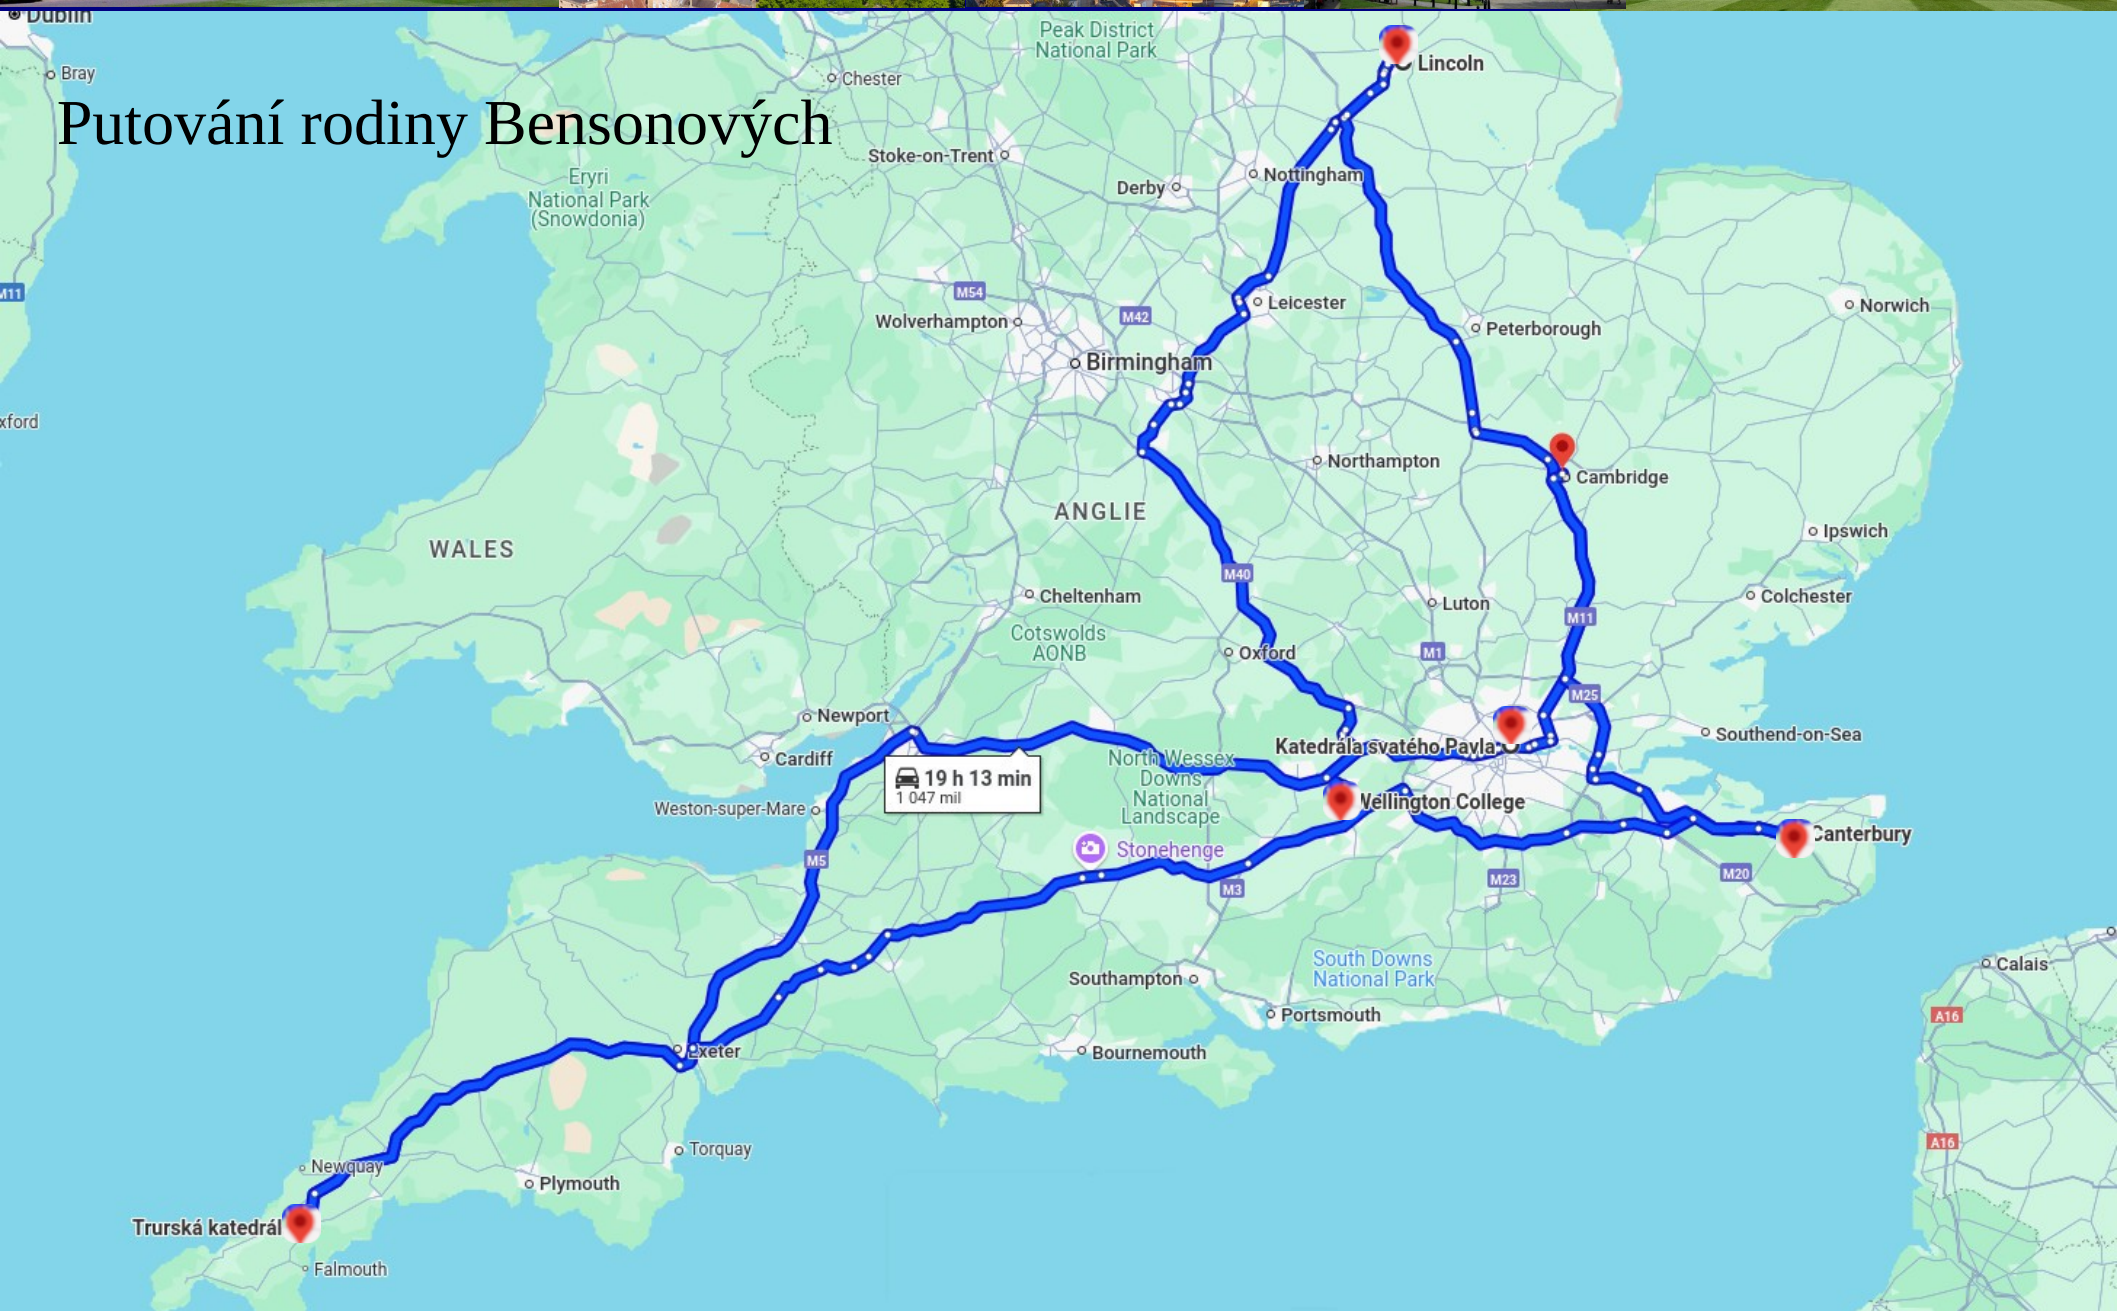 Dublin
Bray
Peak District
National Park
Lincoln
Chester
Putování rodiny Bensonových
Stoke-on-Trent
Derby
Nottingham
Eryri
National Park
(Snowdonia)
M11
M54
Leicester
Norwich
M42
Wolverhampton
Peterborough
Birmingham
xford
Northampton
Cambridge
ANGLIE
Ipswich
WALES
M40
Cheltenham
Luton
Colchester
M11
Cotswolds
AONB
Oxford
M1
M25
Newport
Southend-on-Sea
Katedrála svatého Pavla
Cardiff
North Wessex
Downs
National
Landscape
19 h 13 min
1 047 mil
Wellington College
Weston-super-Mare
Canterbury
Stonehenge
M5
M3
M23
M20
South Downs
National Park
Calais
Southampton
Portsmouth
A16
Exeter
Bournemouth
A16
Torquay
Newquay
Plymouth
Trurská katedrál
Falmouth